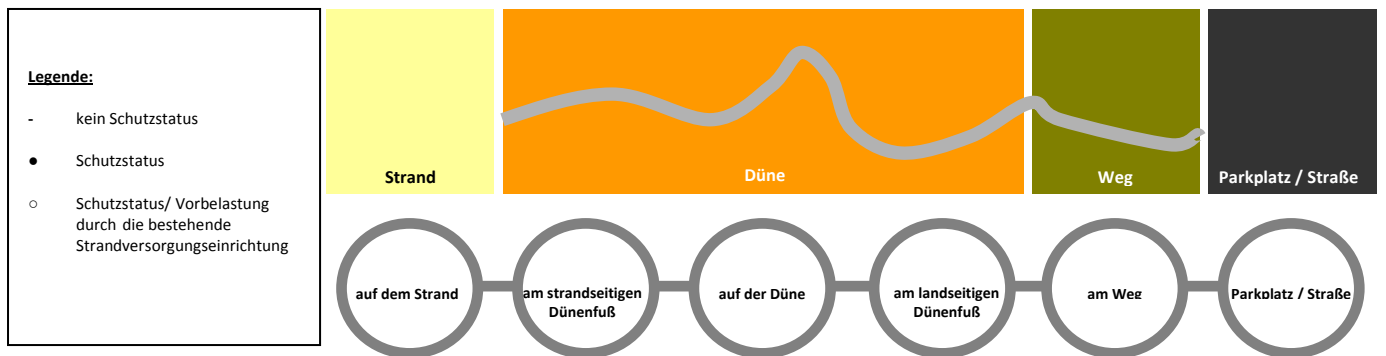 Legende:
- kein Schutzstatus
● Schutzstatus
○ Schutzstatus/ Vorbelastung
durch die bestehende
Strandversorgungseinrichtung
Strand
Düne
Weg
Parkplatz / Straße
auf dem Strand
am strandseitigen
Dünenfuß
auf der Düne
am landseitigen
Dünenfuß
am Weg
Parkplatz / Straße